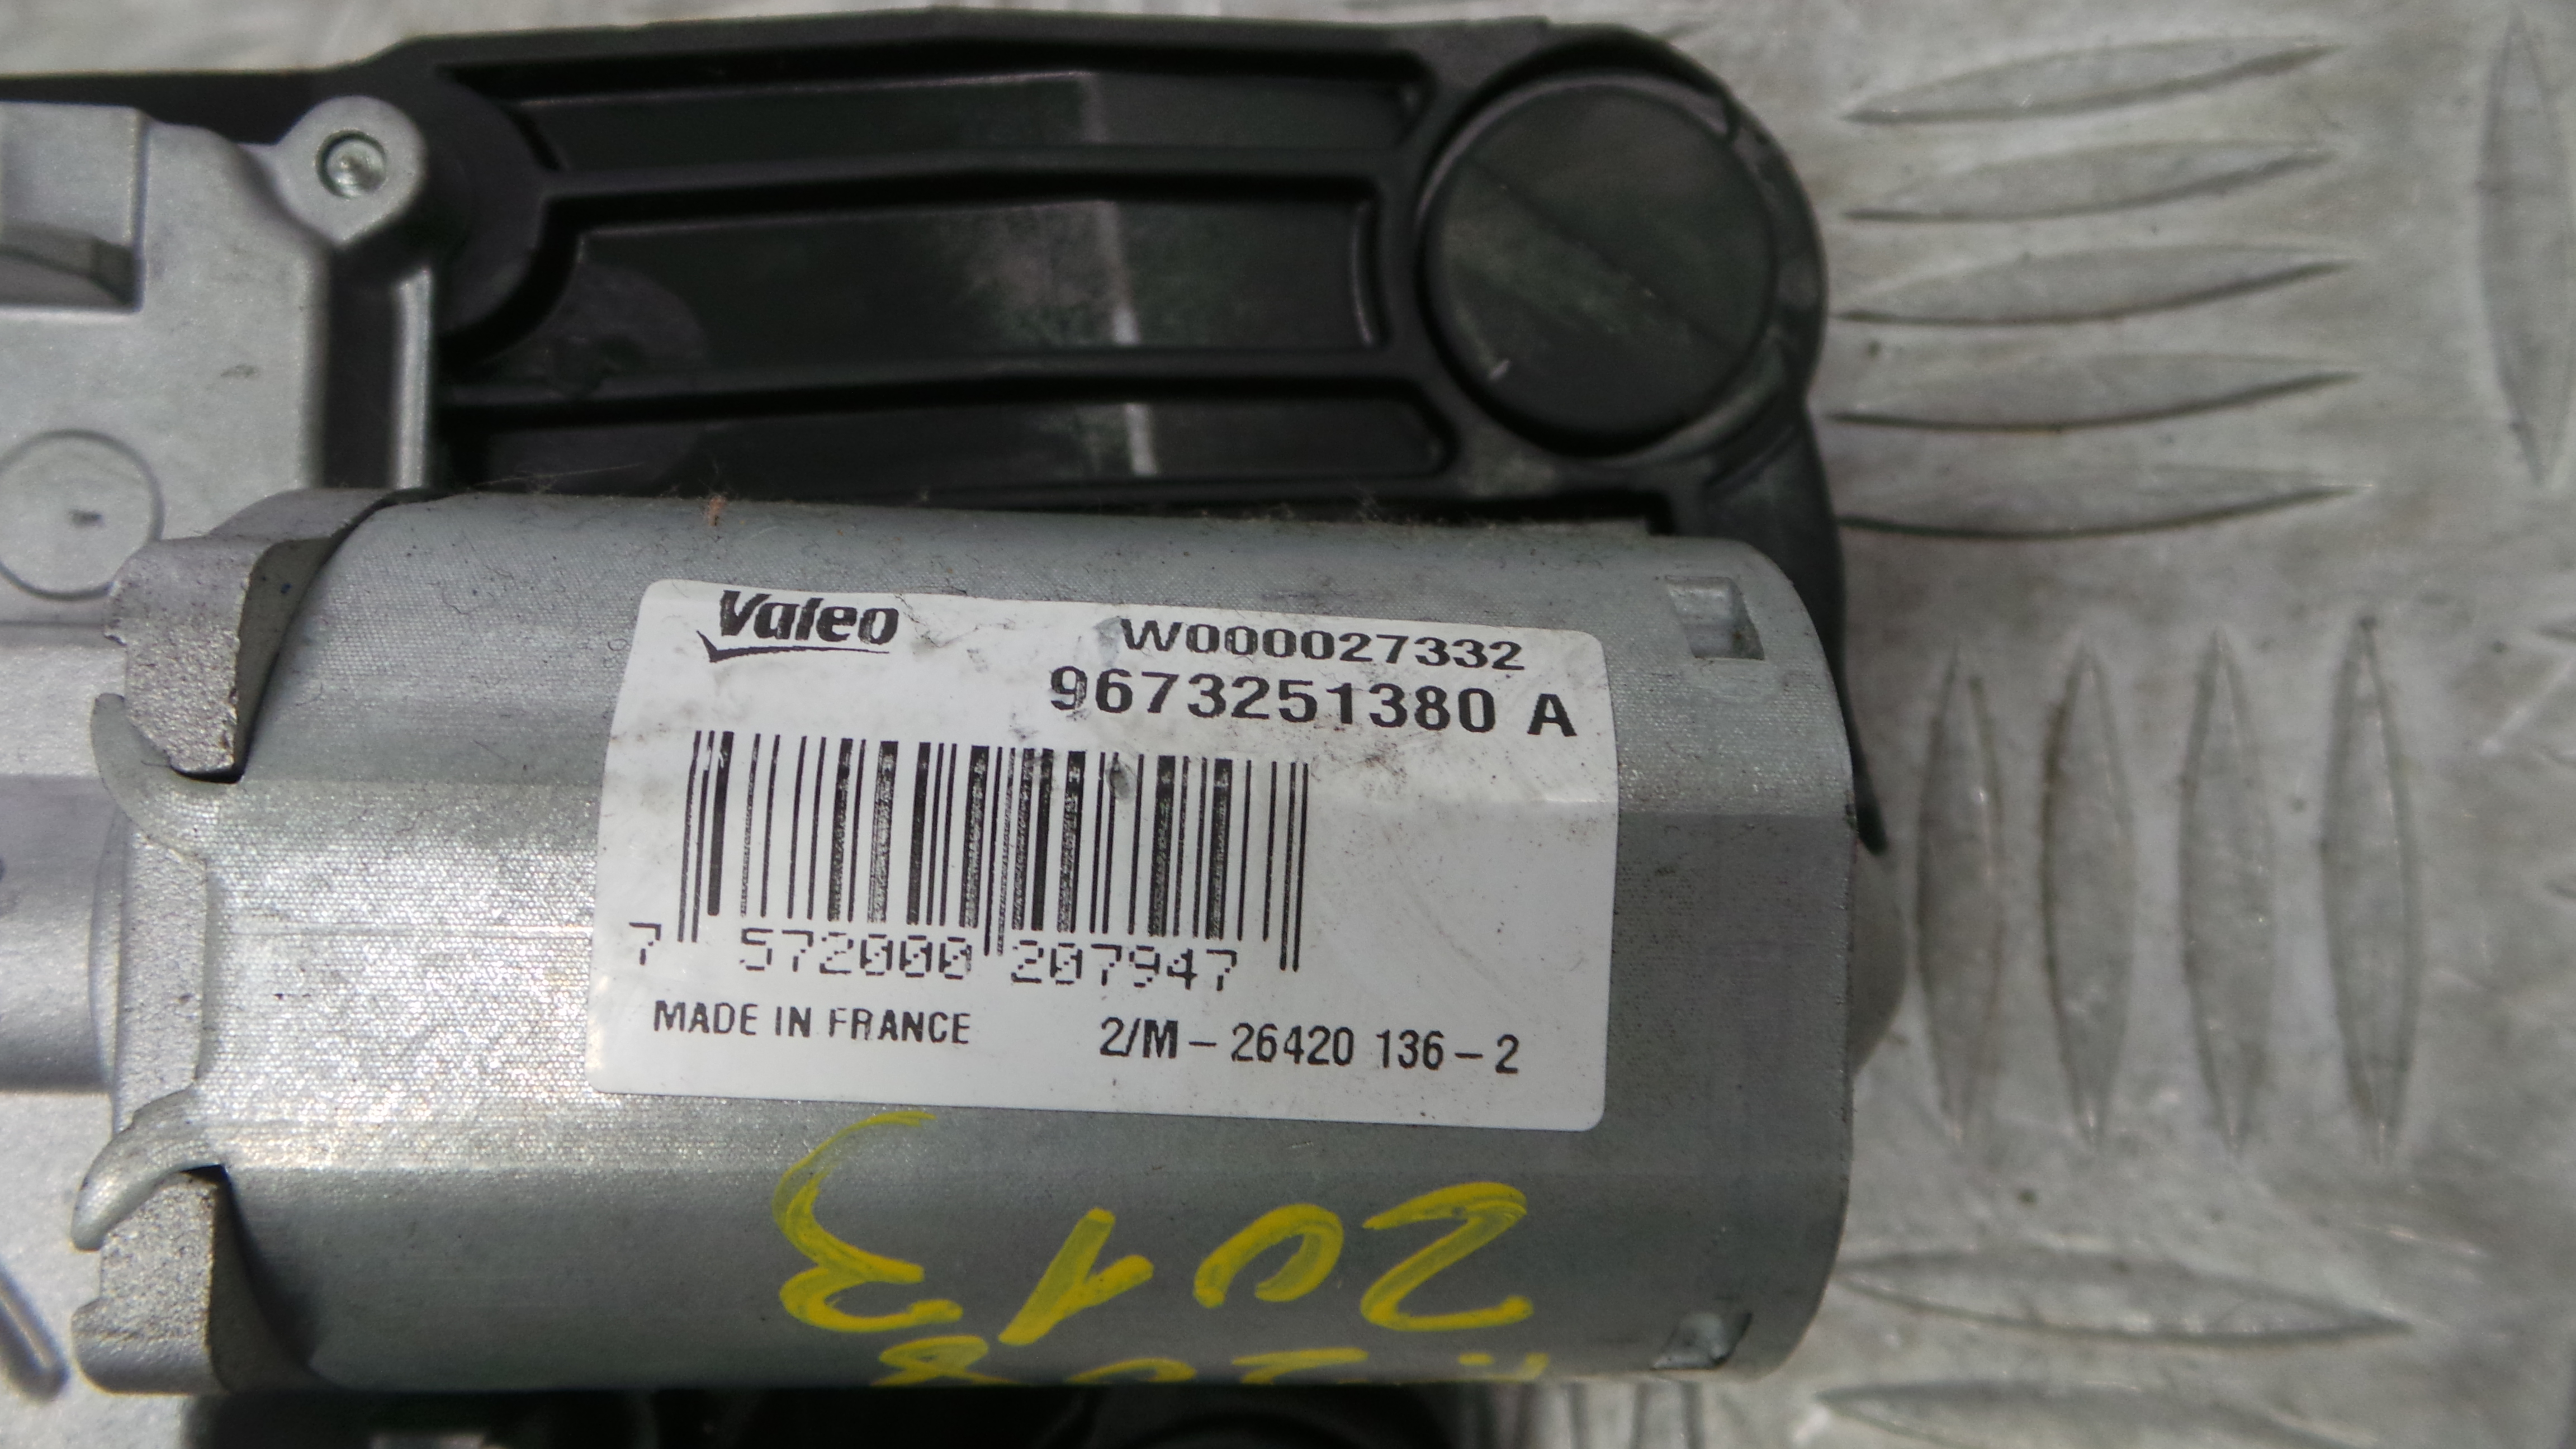 Valeo
W000027332
9673251380 A
7 572000 207947
MADE IN FRANCE
2/M - 26420 136 - 2
2013